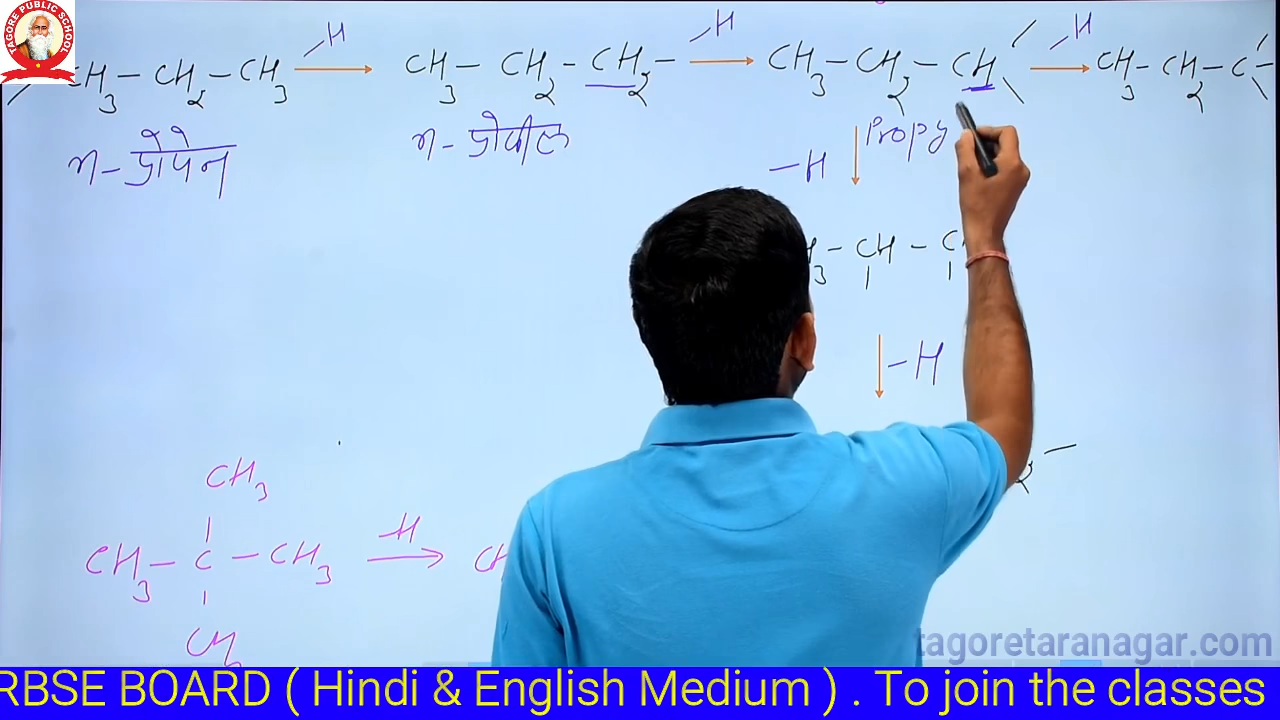 TAGORE PUBLIC SCHOOL
CH3 – CH2 – CH3 –H→ CH3 – CH2 – CH2 – –H→ CH3 – CH2 – CH –H→ CH3 – CH2 – C –
n - प्रोपेन
n - प्रोपील
–H ↓ Propy
– CH –
↓ –H
CH3
CH3 – C – CH3 –H→
tagoretaranagar.com
RBSE BOARD ( Hindi & English Medium ) . To join the classes